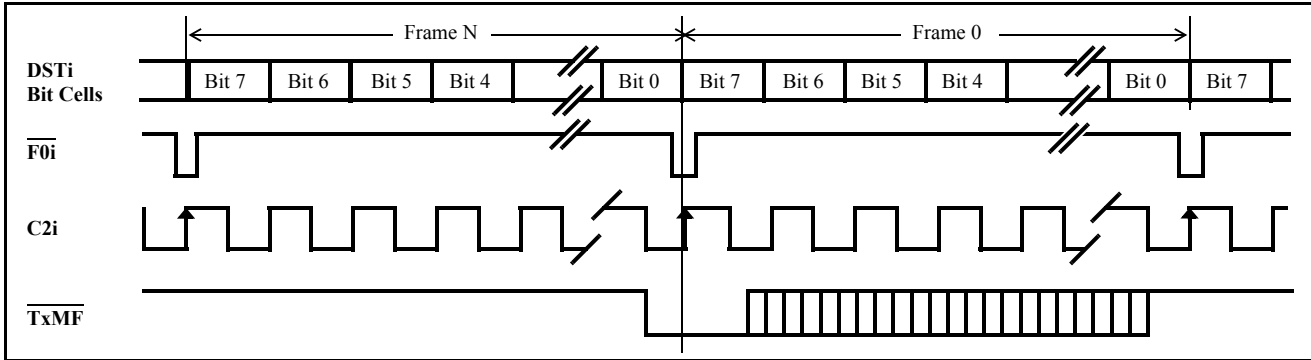 Frame N Frame 0
DSTi
Bit Cells
Bit 7 Bit 6 Bit 5 Bit 4 Bit 0 Bit 7 Bit 6 Bit 5 Bit 4 Bit 0 Bit 7
F0i
C2i
TxMF